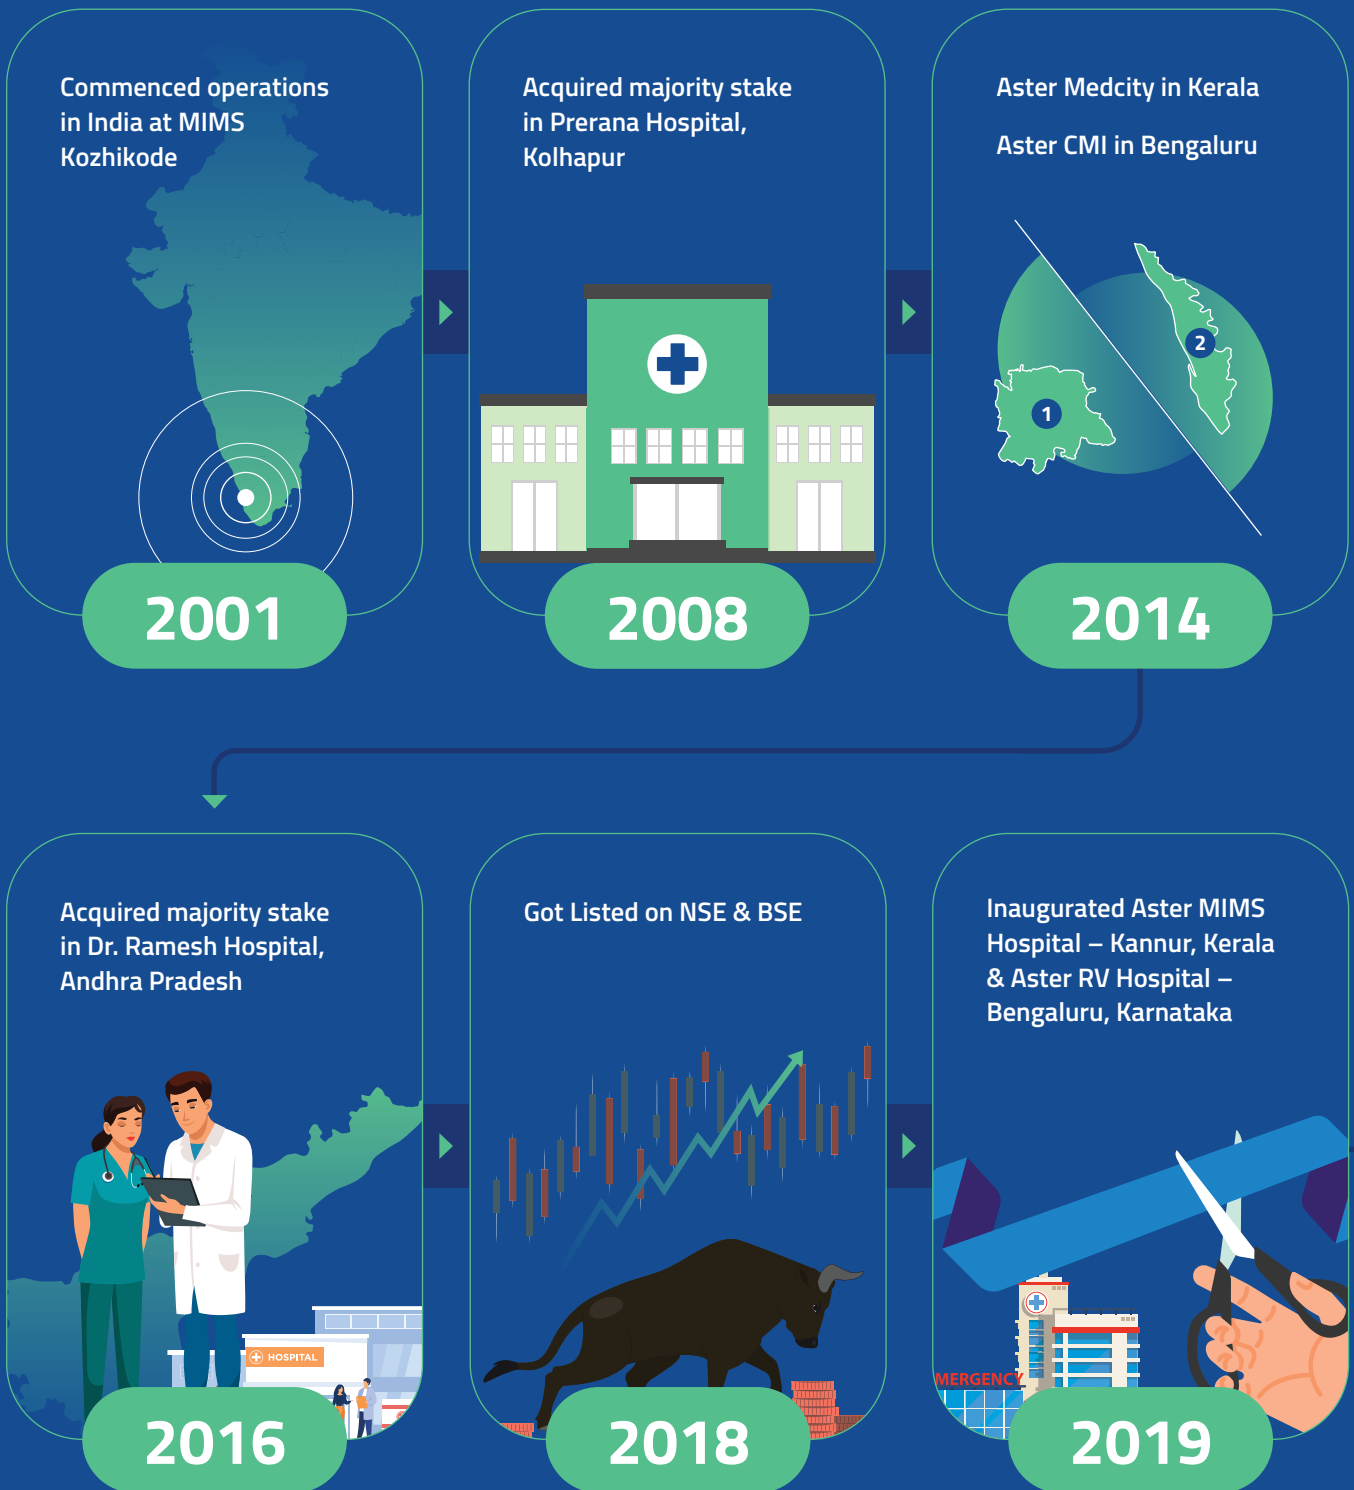 Commenced operations
in India at MIMS
Kozhikode
2001
Acquired majority stake
in Prerana Hospital,
Kolhapur
2008
Aster Medcity in Kerala
Aster CMI in Bengaluru
1
2
2014
Acquired majority stake
in Dr. Ramesh Hospital,
Andhra Pradesh
HOSPITAL
2016
Got Listed on NSE & BSE
2018
Inaugurated Aster MIMS
Hospital – Kannur, Kerala
& Aster RV Hospital –
Bengaluru, Karnataka
MERGENCY
2019